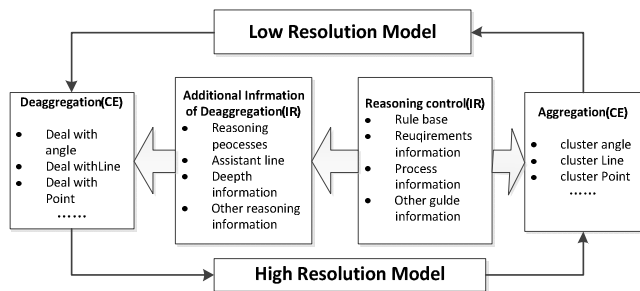 Low Resolution Model
Deaggregation(CE)
● Deal with
angle
● Deal withLine
● Deal with
Point
……
Additional Infrmation
of Deaggregation(IR)
● Reasoning
peocesses
● Assistant line
● Deepth
information
● Other reasoning
information
Reasoning control(IR)
● Rule base
● Reuqirements
information
● Process
information
● Other gulde
information
Aggregation(CE)
● cluster angle
● cluster Line
● cluster Point
……
High Resolution Model